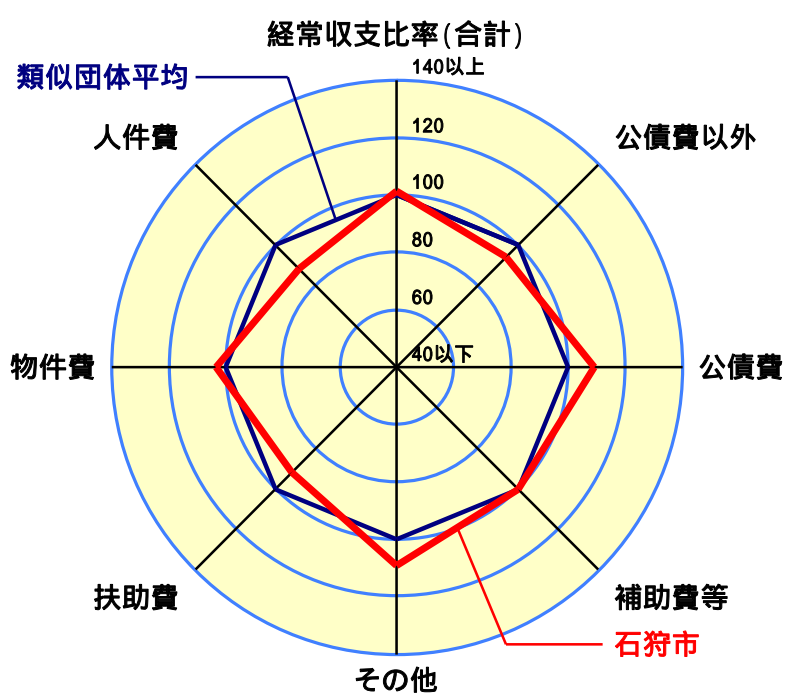 経常収支比率(合計)
類似団体平均
140以上
人件費
120
公債費以外
100
80
60
40以下
物件費
公債費
扶助費
補助費等
石狩市
その他